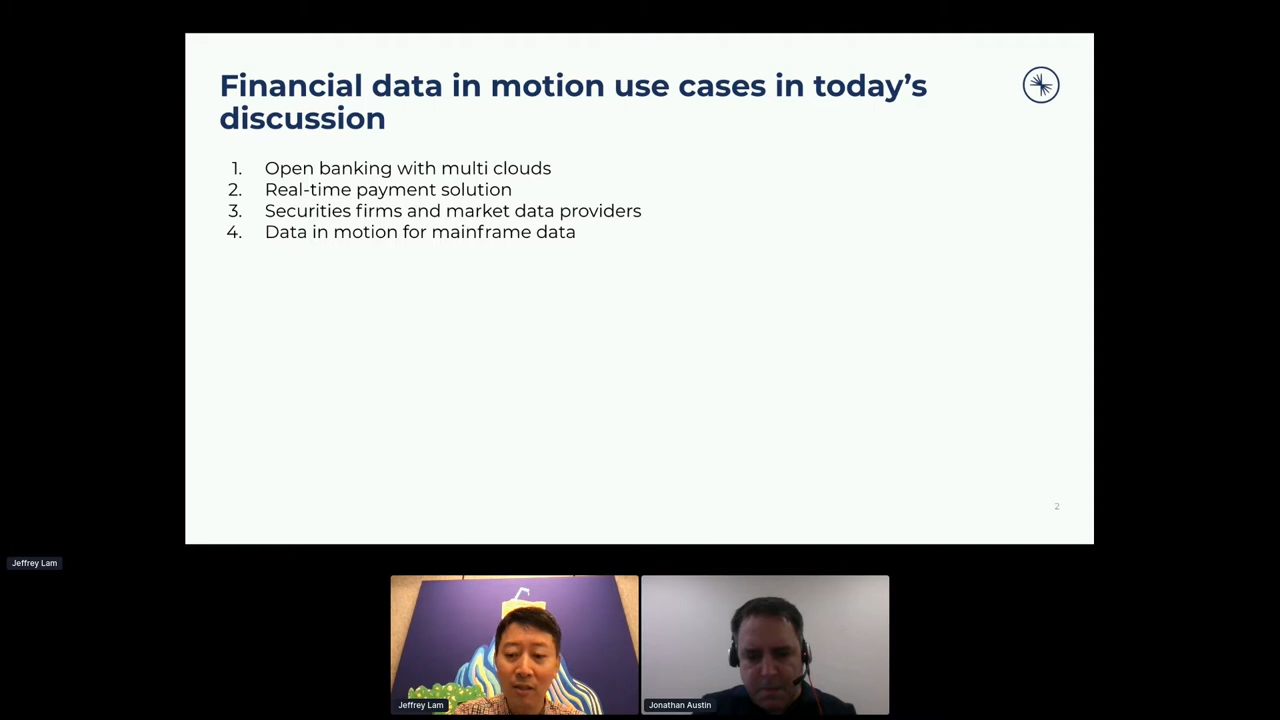 Financial data in motion use cases in today’s
discussion
1. Open banking with multi clouds
2. Real-time payment solution
3. Securities firms and market data providers
4. Data in motion for mainframe data
2
Jeffrey Lam
Jeffrey Lam
Jonathan Austin